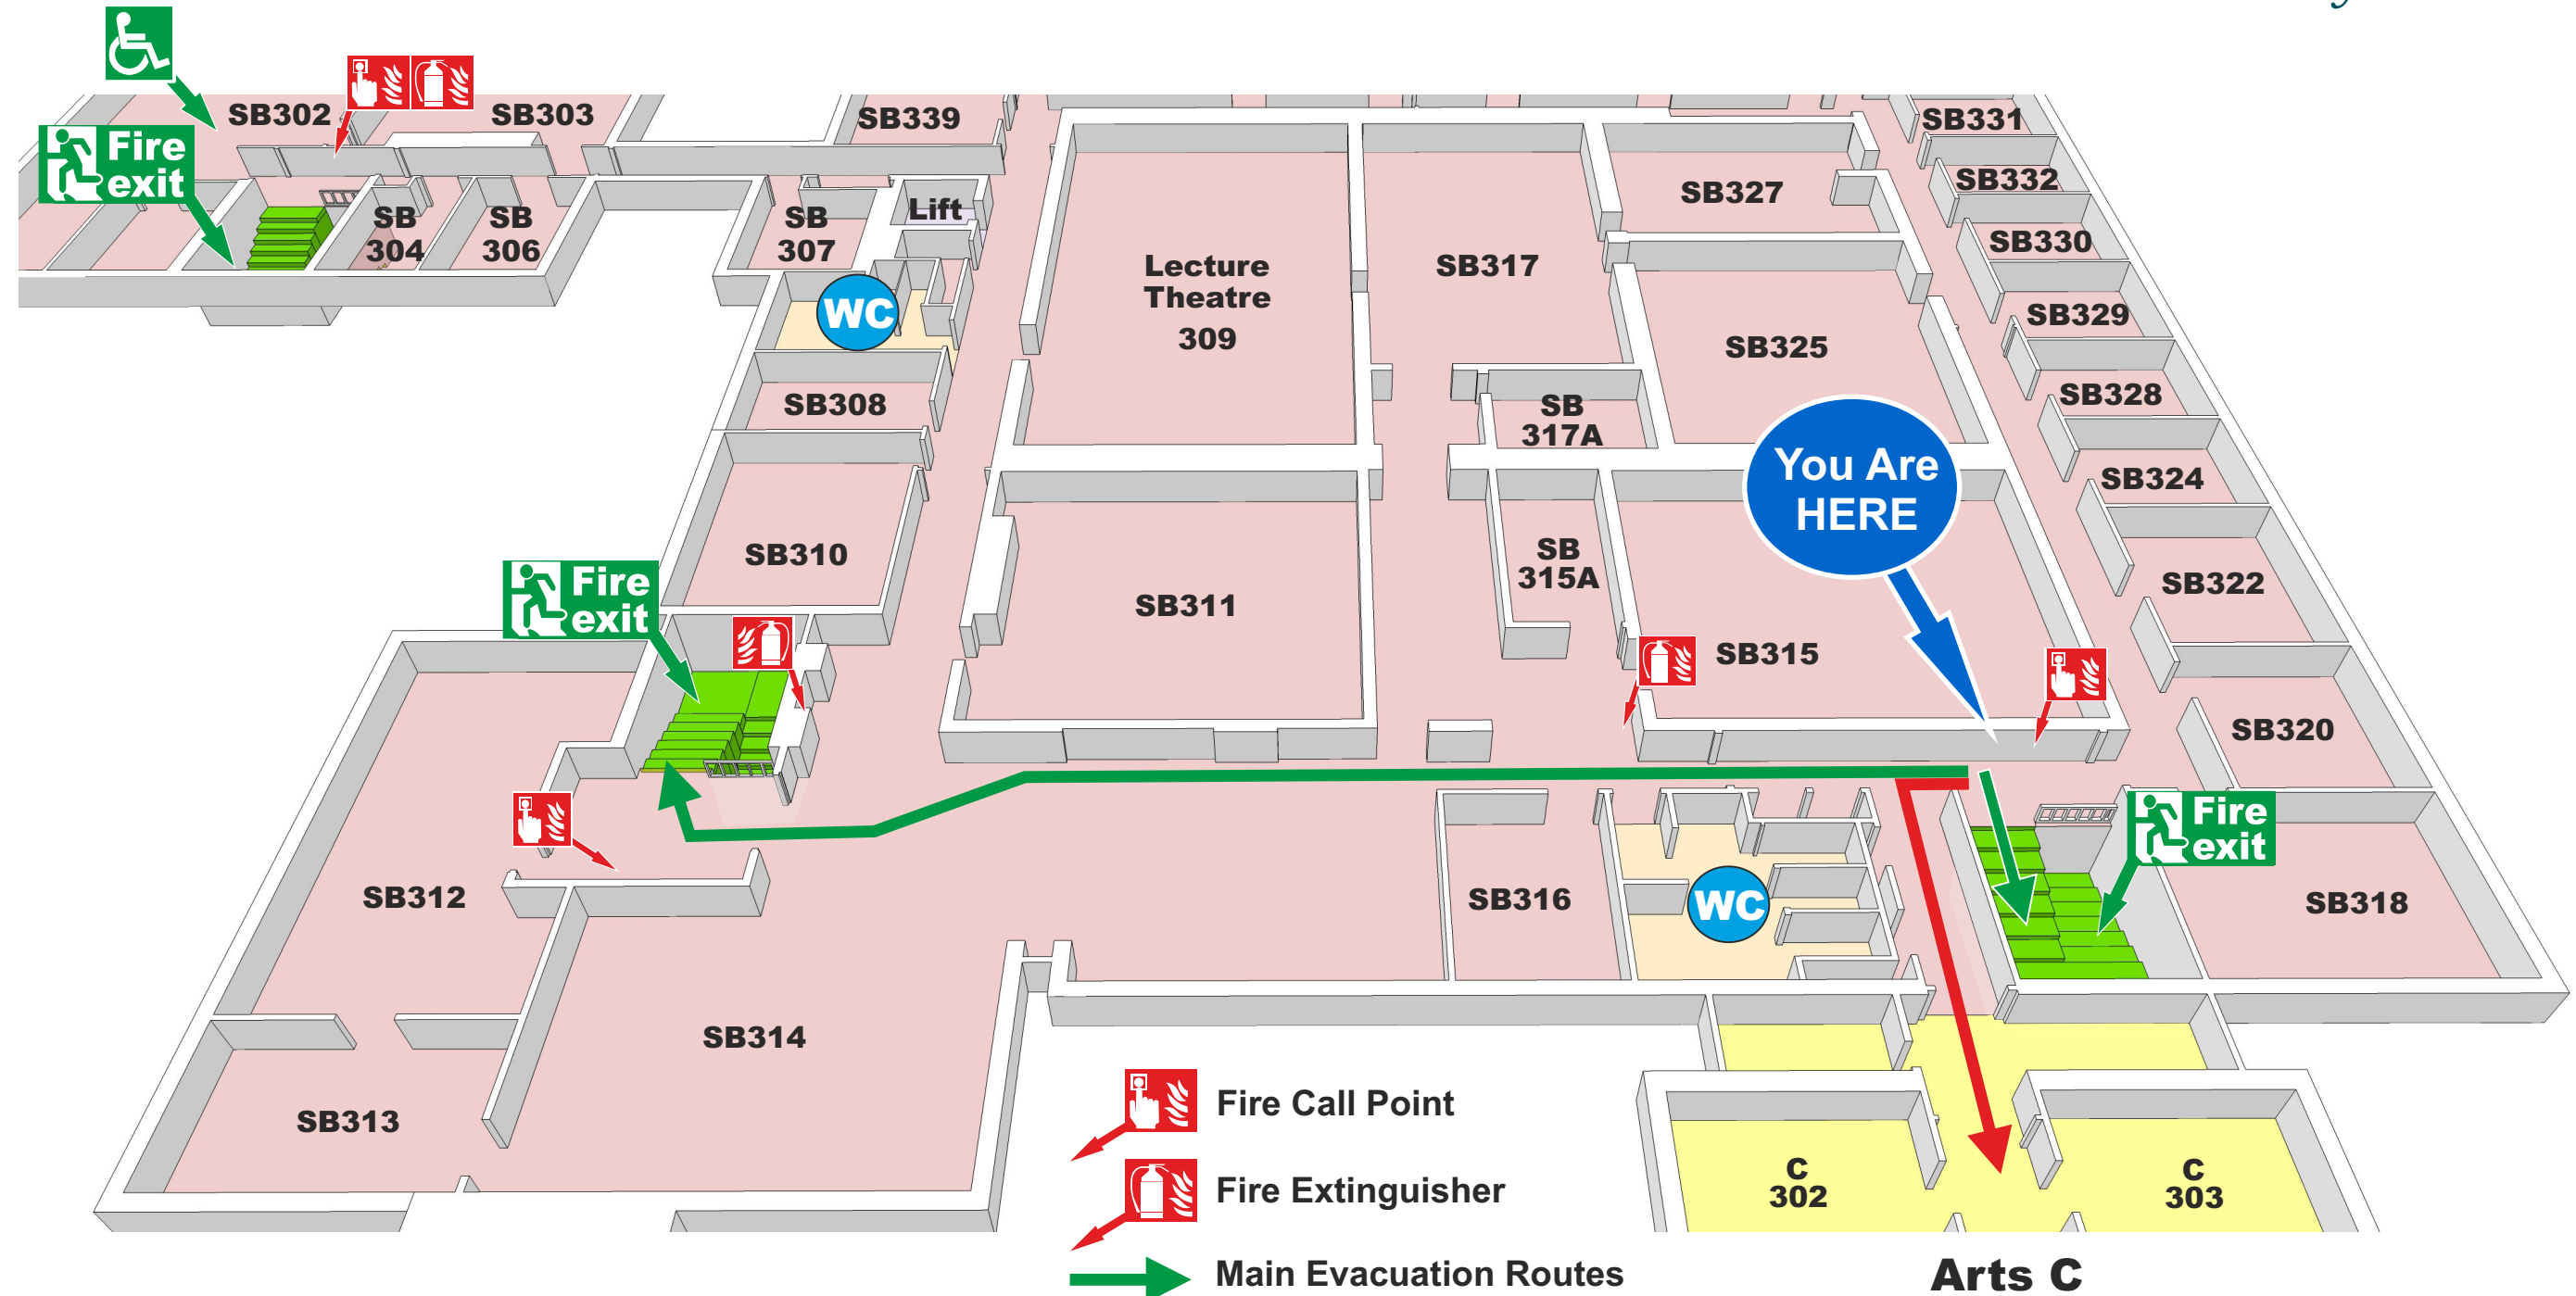 SB302
SB303
SB339
SB331
Fire
exit
SB332
SB327
SB
304
SB
306
SB
307
Lift
SB330
Lecture
Theatre
309
SB317
WC
SB329
SB325
SB308
SB
317A
SB328
You Are
HERE
SB324
SB310
SB
315A
SB322
Fire
exit
SB311
SB315
SB320
Fire
exit
SB312
SB316
WC
SB318
SB314
SB313
Fire Call Point
Fire Extinguisher
Main Evacuation Routes
C
302
C
303
Arts C